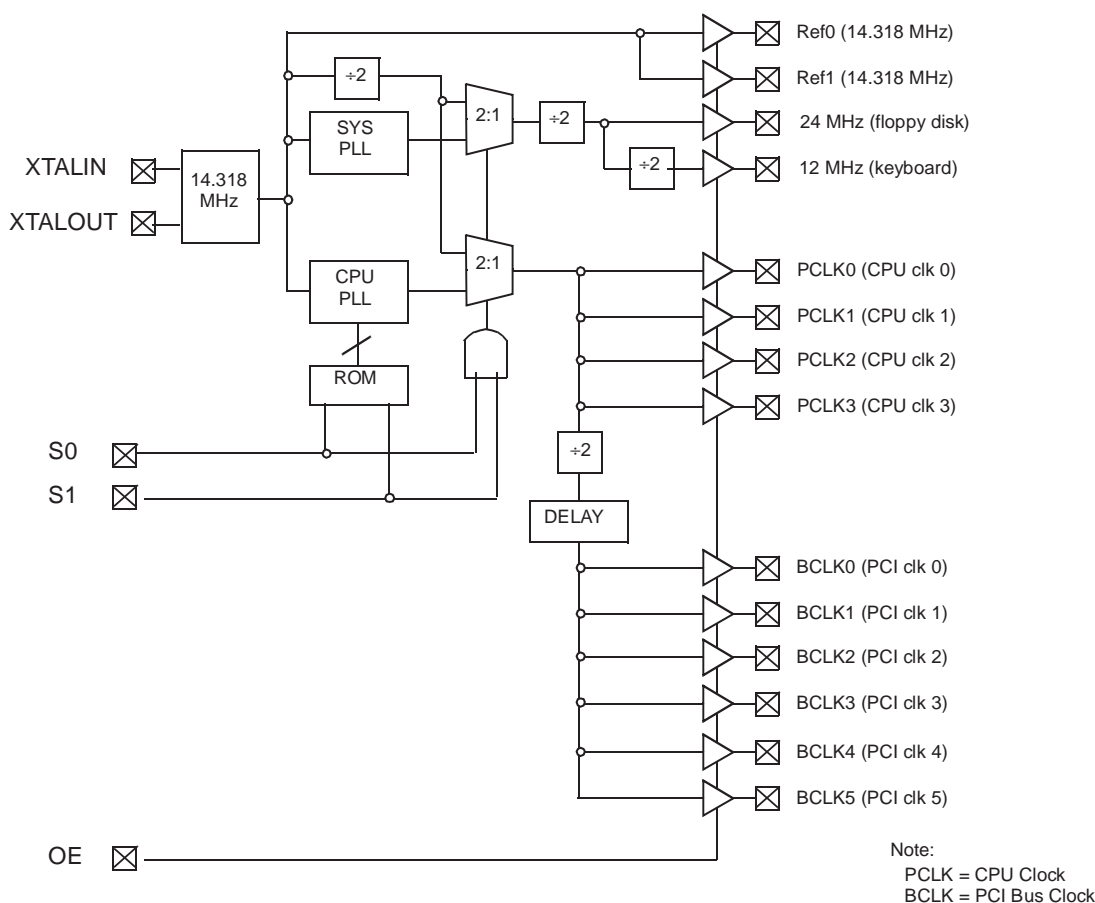 Ref0 (14.318 MHz)
÷2
Ref1 (14.318 MHz)
2:1
÷2
24 MHz (floppy disk)
SYS
PLL
XTALIN
14.318
MHz
÷2
12 MHz (keyboard)
XTALOUT
2:1
CPU
PLL
PCLK0 (CPU clk 0)
PCLK1 (CPU clk 1)
PCLK2 (CPU clk 2)
ROM
PCLK3 (CPU clk 3)
S0
÷2
S1
DELAY
BCLK0 (PCI clk 0)
BCLK1 (PCI clk 1)
BCLK2 (PCI clk 2)
BCLK3 (PCI clk 3)
BCLK4 (PCI clk 4)
BCLK5 (PCI clk 5)
OE
Note:
PCLK = CPU Clock
BCLK = PCI Bus Clock